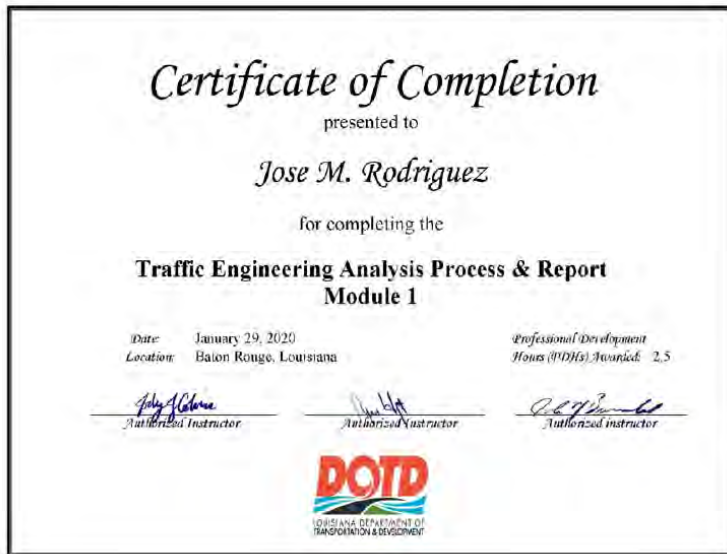 Certificate of Completion
presented to
Jose M. Rodriguez
for completing the
Traffic Engineering Analysis Process & Report
Module 1
Date: January 29, 2020
Location: Baton Rouge, Louisiana
Professional Development
Hours (PDHs) Awarded: 2.5
Authorized Instructor
Authorized Instructor
Authorized instructor
DOTD
LOUISIANA DEPARTMENT OF
TRANSPORTATION & DEVELOPMENT